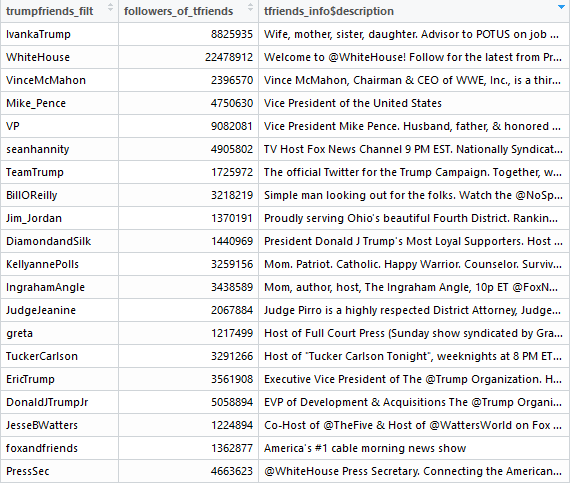 trumpfriends_filt followers_of_tfriends tfriends_info$description
IvankaTrump 8825935 Wife, mother, sister, daughter. Advisor to POTUS on job ...
WhiteHouse 22478912 Welcome to @WhiteHouse! Follow for the latest from Pr...
VinceMcMahon 2396570 Vince McMahon, Chairman & CEO of WWE, Inc., is a thir...
Mike_Pence 4750630 Vice President of the United States
VP 9082081 Vice President Mike Pence. Husband, father, & honored ...
seanhannity 4905802 TV Host Fox News Channel 9 PM EST. Nationally Syndicat...
TeamTrump 1725972 The official Twitter for the Trump Campaign. Together, w...
BillOReilly 3218219 Simple man looking out for the folks. Watch the @NoSp...
Jim_Jordan 1370191 Proudly serving Ohio's beautiful Fourth District. Rankin...
DiamondandSilk 1440969 President Donald J Trump's Most Loyal Supporters. Host ...
KellyannePolls 3259156 Mom. Patriot. Catholic. Happy Warrior. Counselor. Surviv...
IngrahamAngle 3438589 Mom, author, host, The Ingraham Angle, 10p ET @FoxN...
JudgeJeanine 2067884 Judge Pirro is a highly respected District Attorney, Judge...
greta 1217499 Host of Full Court Press (Sunday show syndicated by Gra...
TuckerCarlson 3291266 Host of "Tucker Carlson Tonight", weeknights at 8 PM ET...
EricTrump 3561908 Executive Vice President of The @Trump Organization. H...
DonaldJTrumpJr 5058894 EVP of Development & Acquisitions The @Trump Organi...
JesseBWatters 1224894 Co-Host of @TheFive & Host of @WattersWorld on Fox ...
foxandfriends 1362877 America's #1 cable morning news show
PressSec 4663623 @WhiteHouse Press Secretary. Connecting the American...